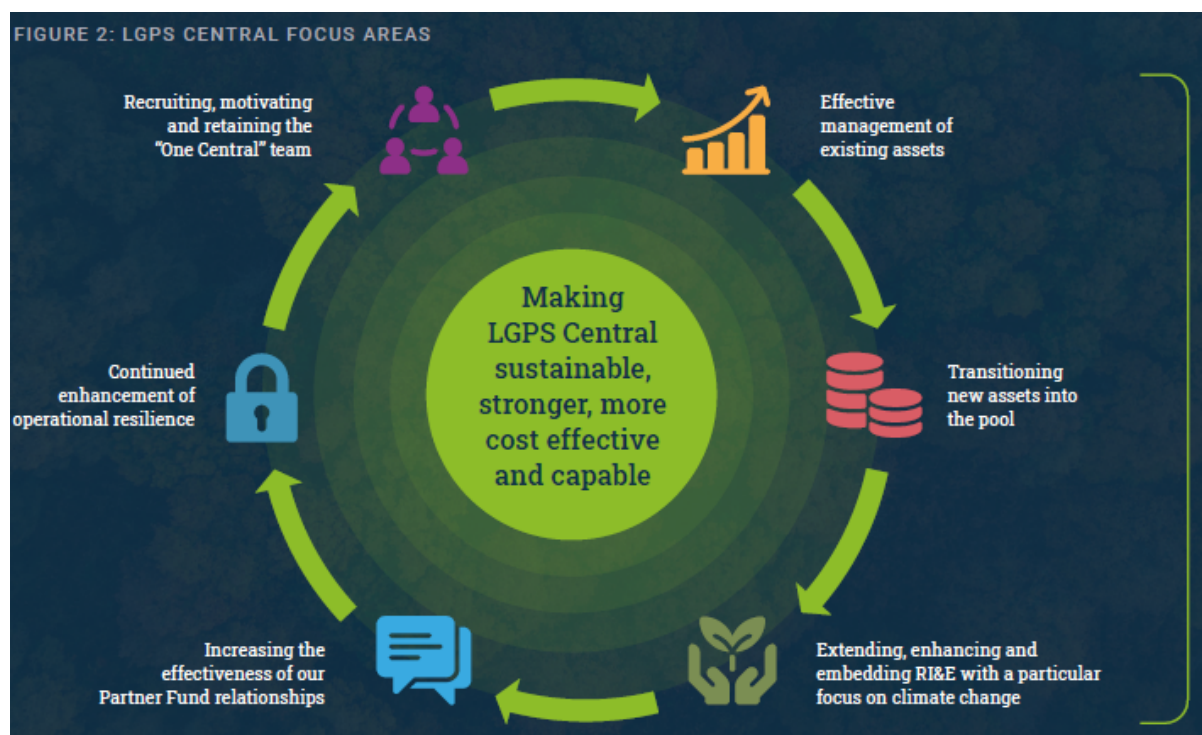 FIGURE 2: LGPS CENTRAL FOCUS AREAS
Recruiting, motivating
and retaining the
“One Central” team
Effective
management of
existing assets
Making
LGPS Central
sustainable,
stronger, more
cost effective
and capable
Continued
enhancement of
operational resilience
Transitioning
new assets into
the pool
Increasing the
effectiveness of our
Partner Fund relationships
Extending, enhancing and
embedding RI&E with a particular
focus on climate change